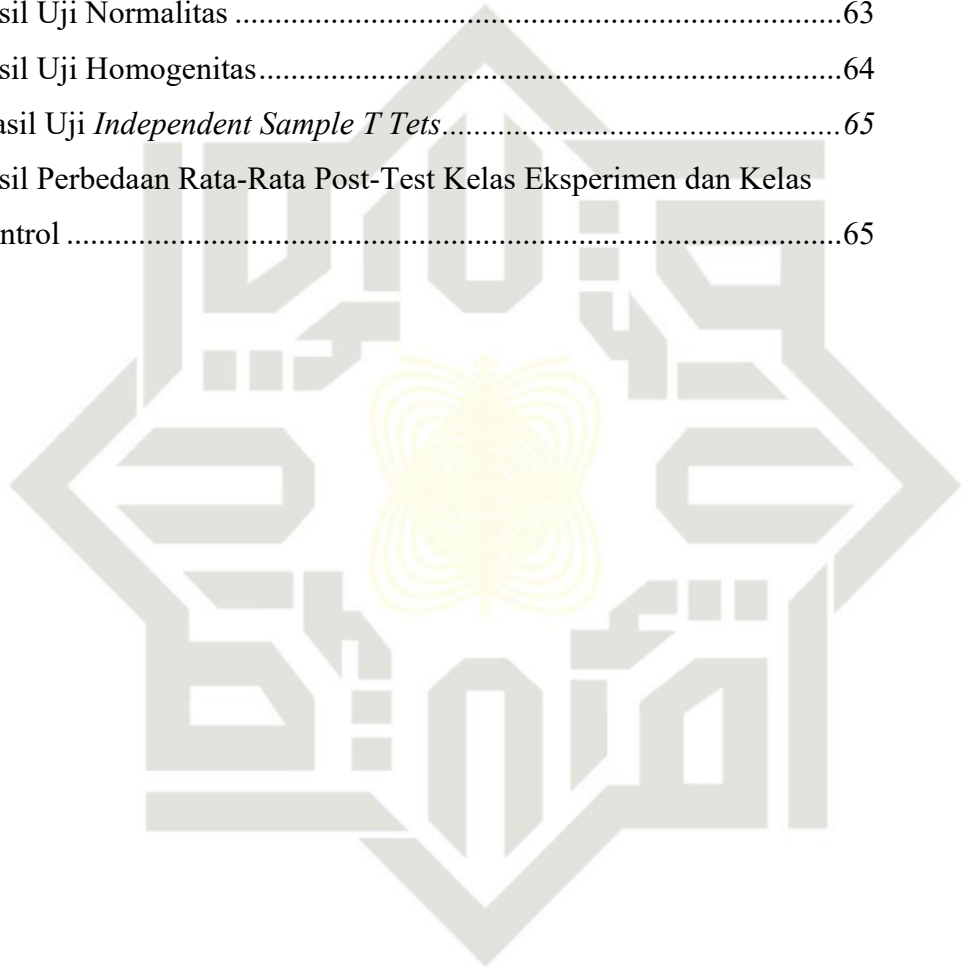 sil Uji Normalitas ............................................................................63
sil Uji Homogenitas.........................................................................64
asil Uji Independent Sample T Tets..................................................65
sil Perbedaan Rata-Rata Post-Test Kelas Eksperimen dan Kelas
ntrol .................................................................................................65